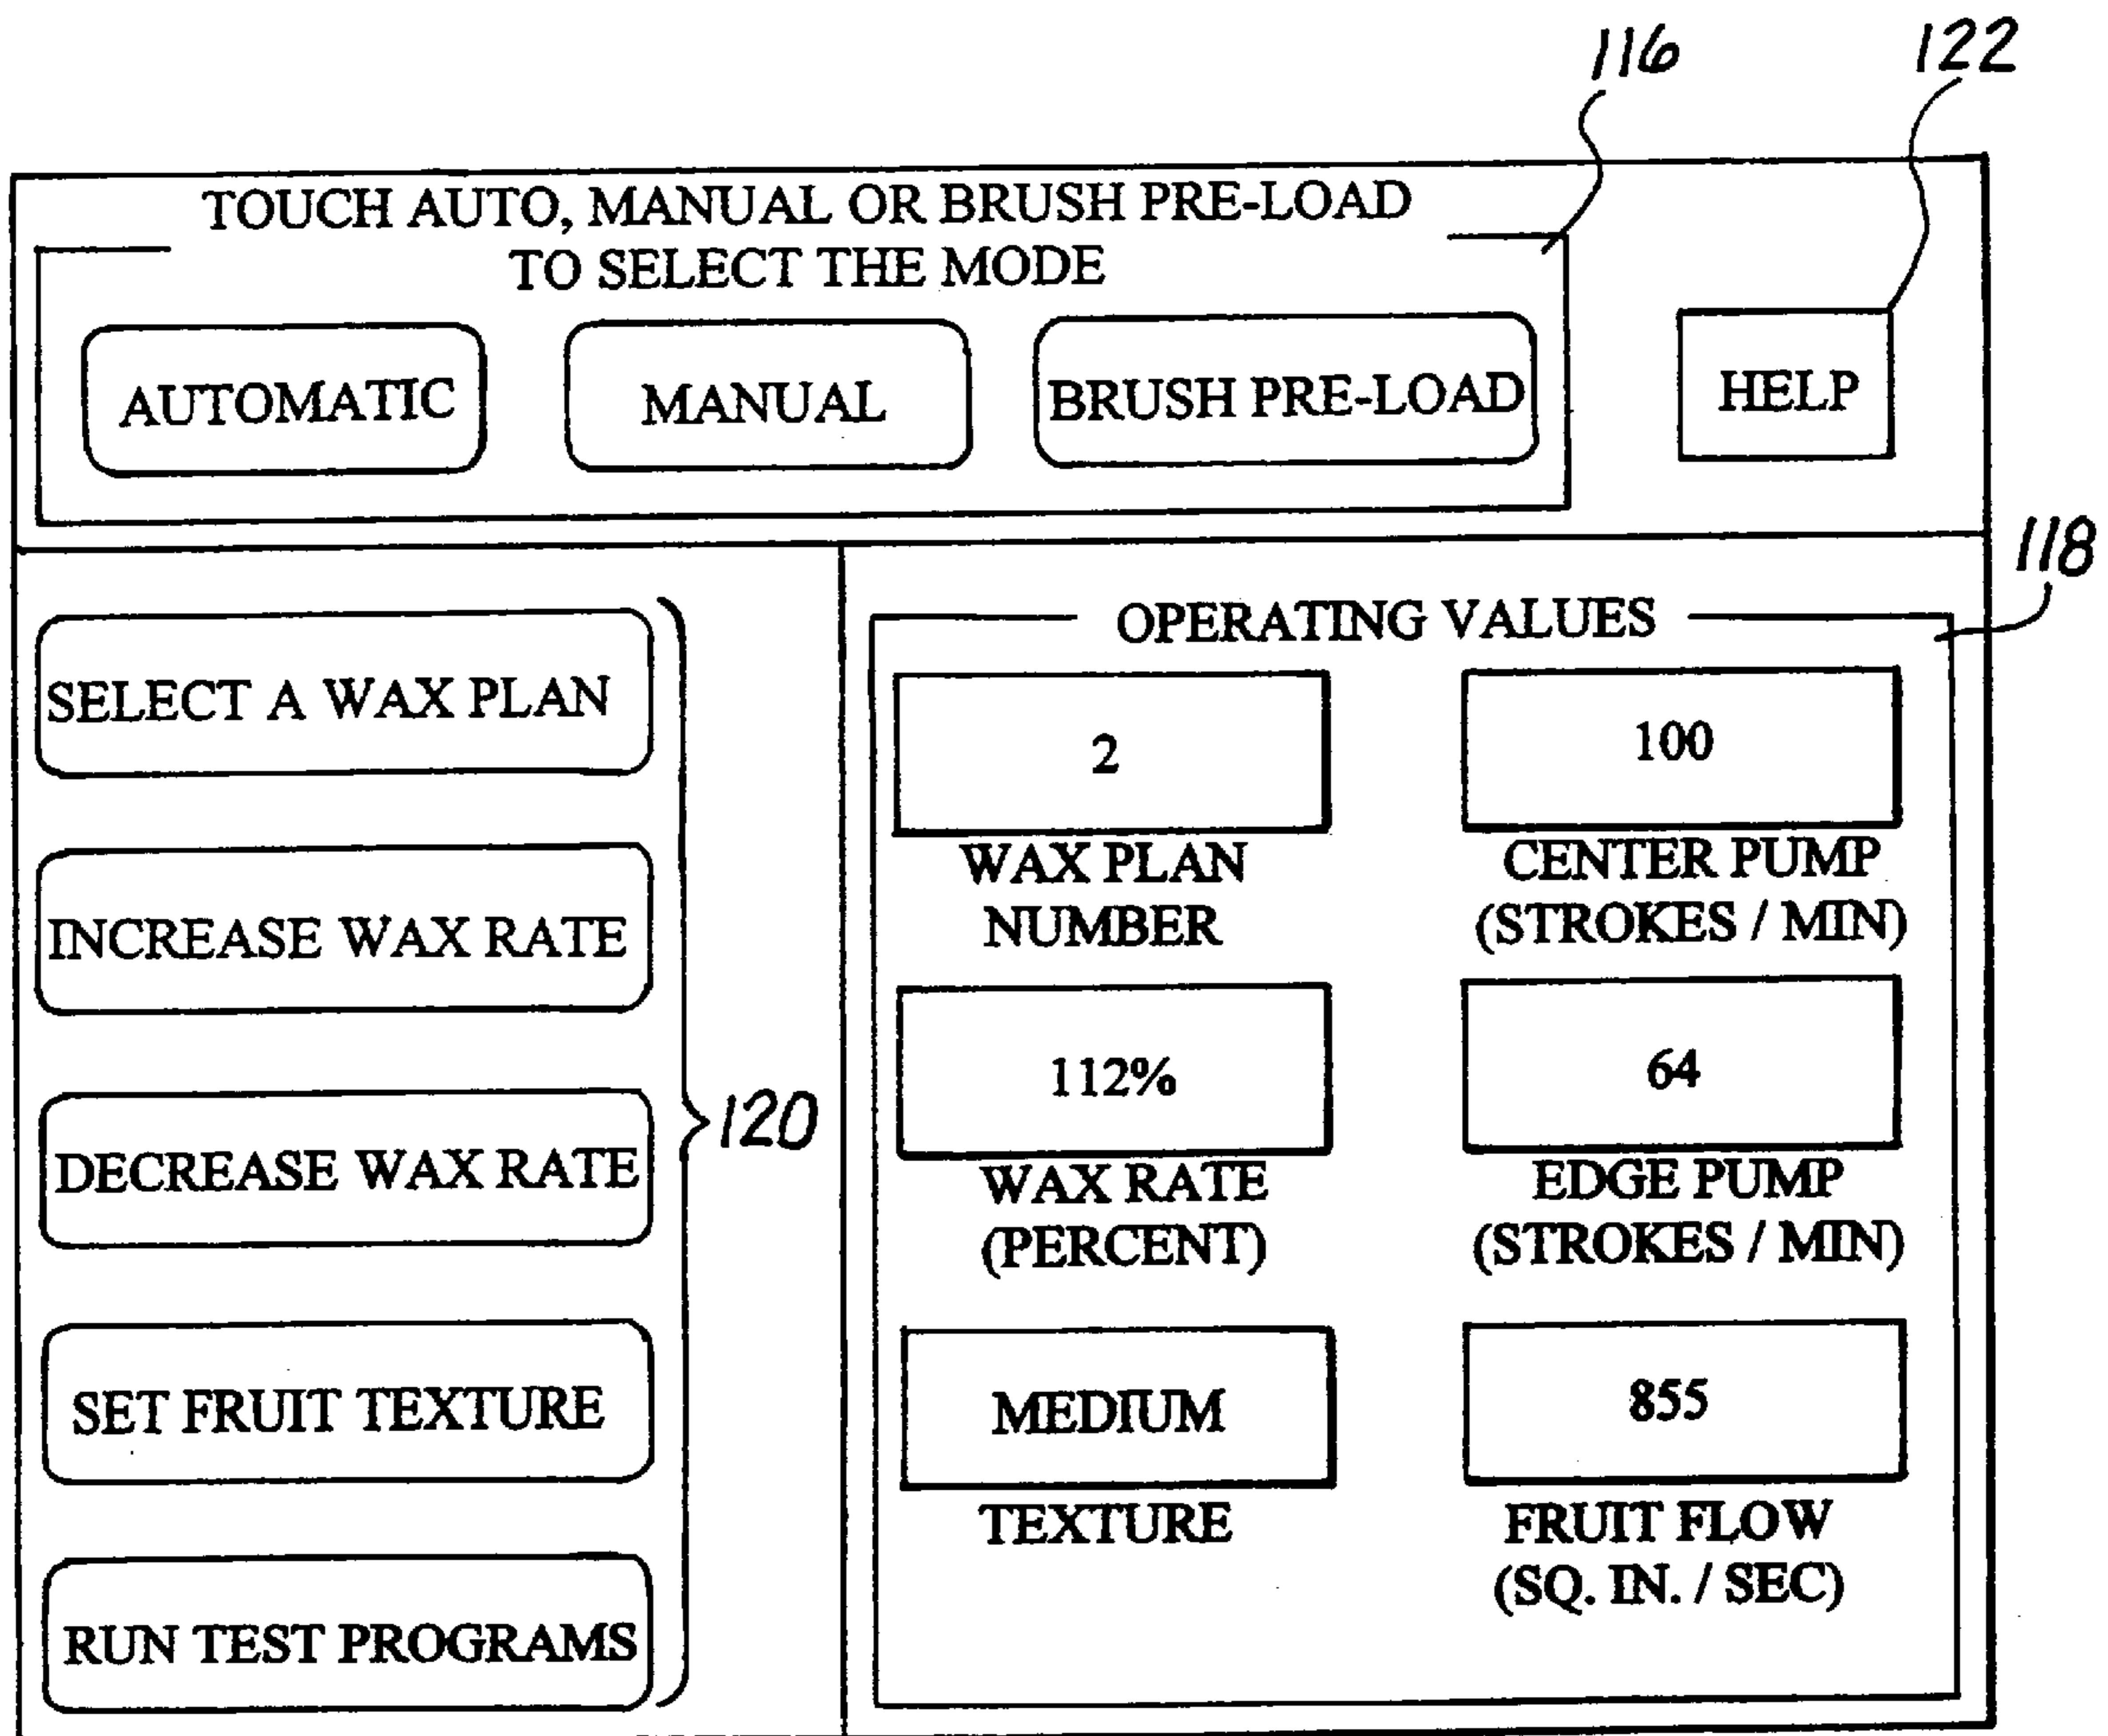 116
122
TOUCH AUTO, MANUAL OR BRUSH PRE-LOAD
TO SELECT THE MODE
AUTOMATIC
MANUAL
BRUSH PRE-LOAD
HELP
118
SELECT A WAX PLAN
INCREASE WAX RATE
DECREASE WAX RATE
SET FRUIT TEXTURE
RUN TEST PROGRAMS
120
OPERATING VALUES
2
WAX PLAN
NUMBER
100
CENTER PUMP
(STROKES / MIN)
112%
WAX RATE
(PERCENT)
64
EDGE PUMP
(STROKES / MIN)
MEDIUM
TEXTURE
855
FRUIT FLOW
(SQ. IN. / SEC)